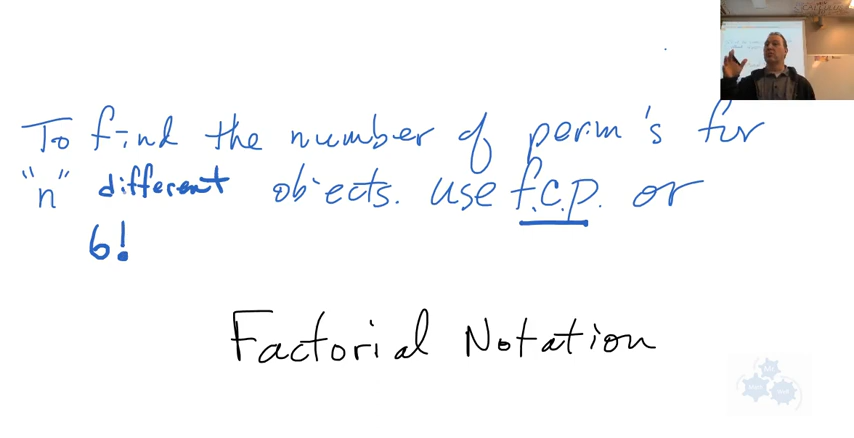 To find the number of perm's for
"n" different objects. use f.c.p. or
6!
Factorial Notation